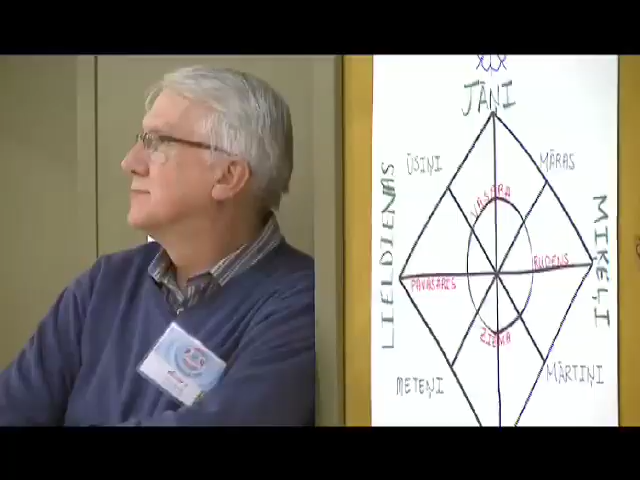 JĀŅI
ŪSIŅI
MĀRAS
LIELDIENAS
VASARA
MIĶEĻI
RUDENS
PAVASARIS
ZIEMA
METEŅI
MĀRTIŅI